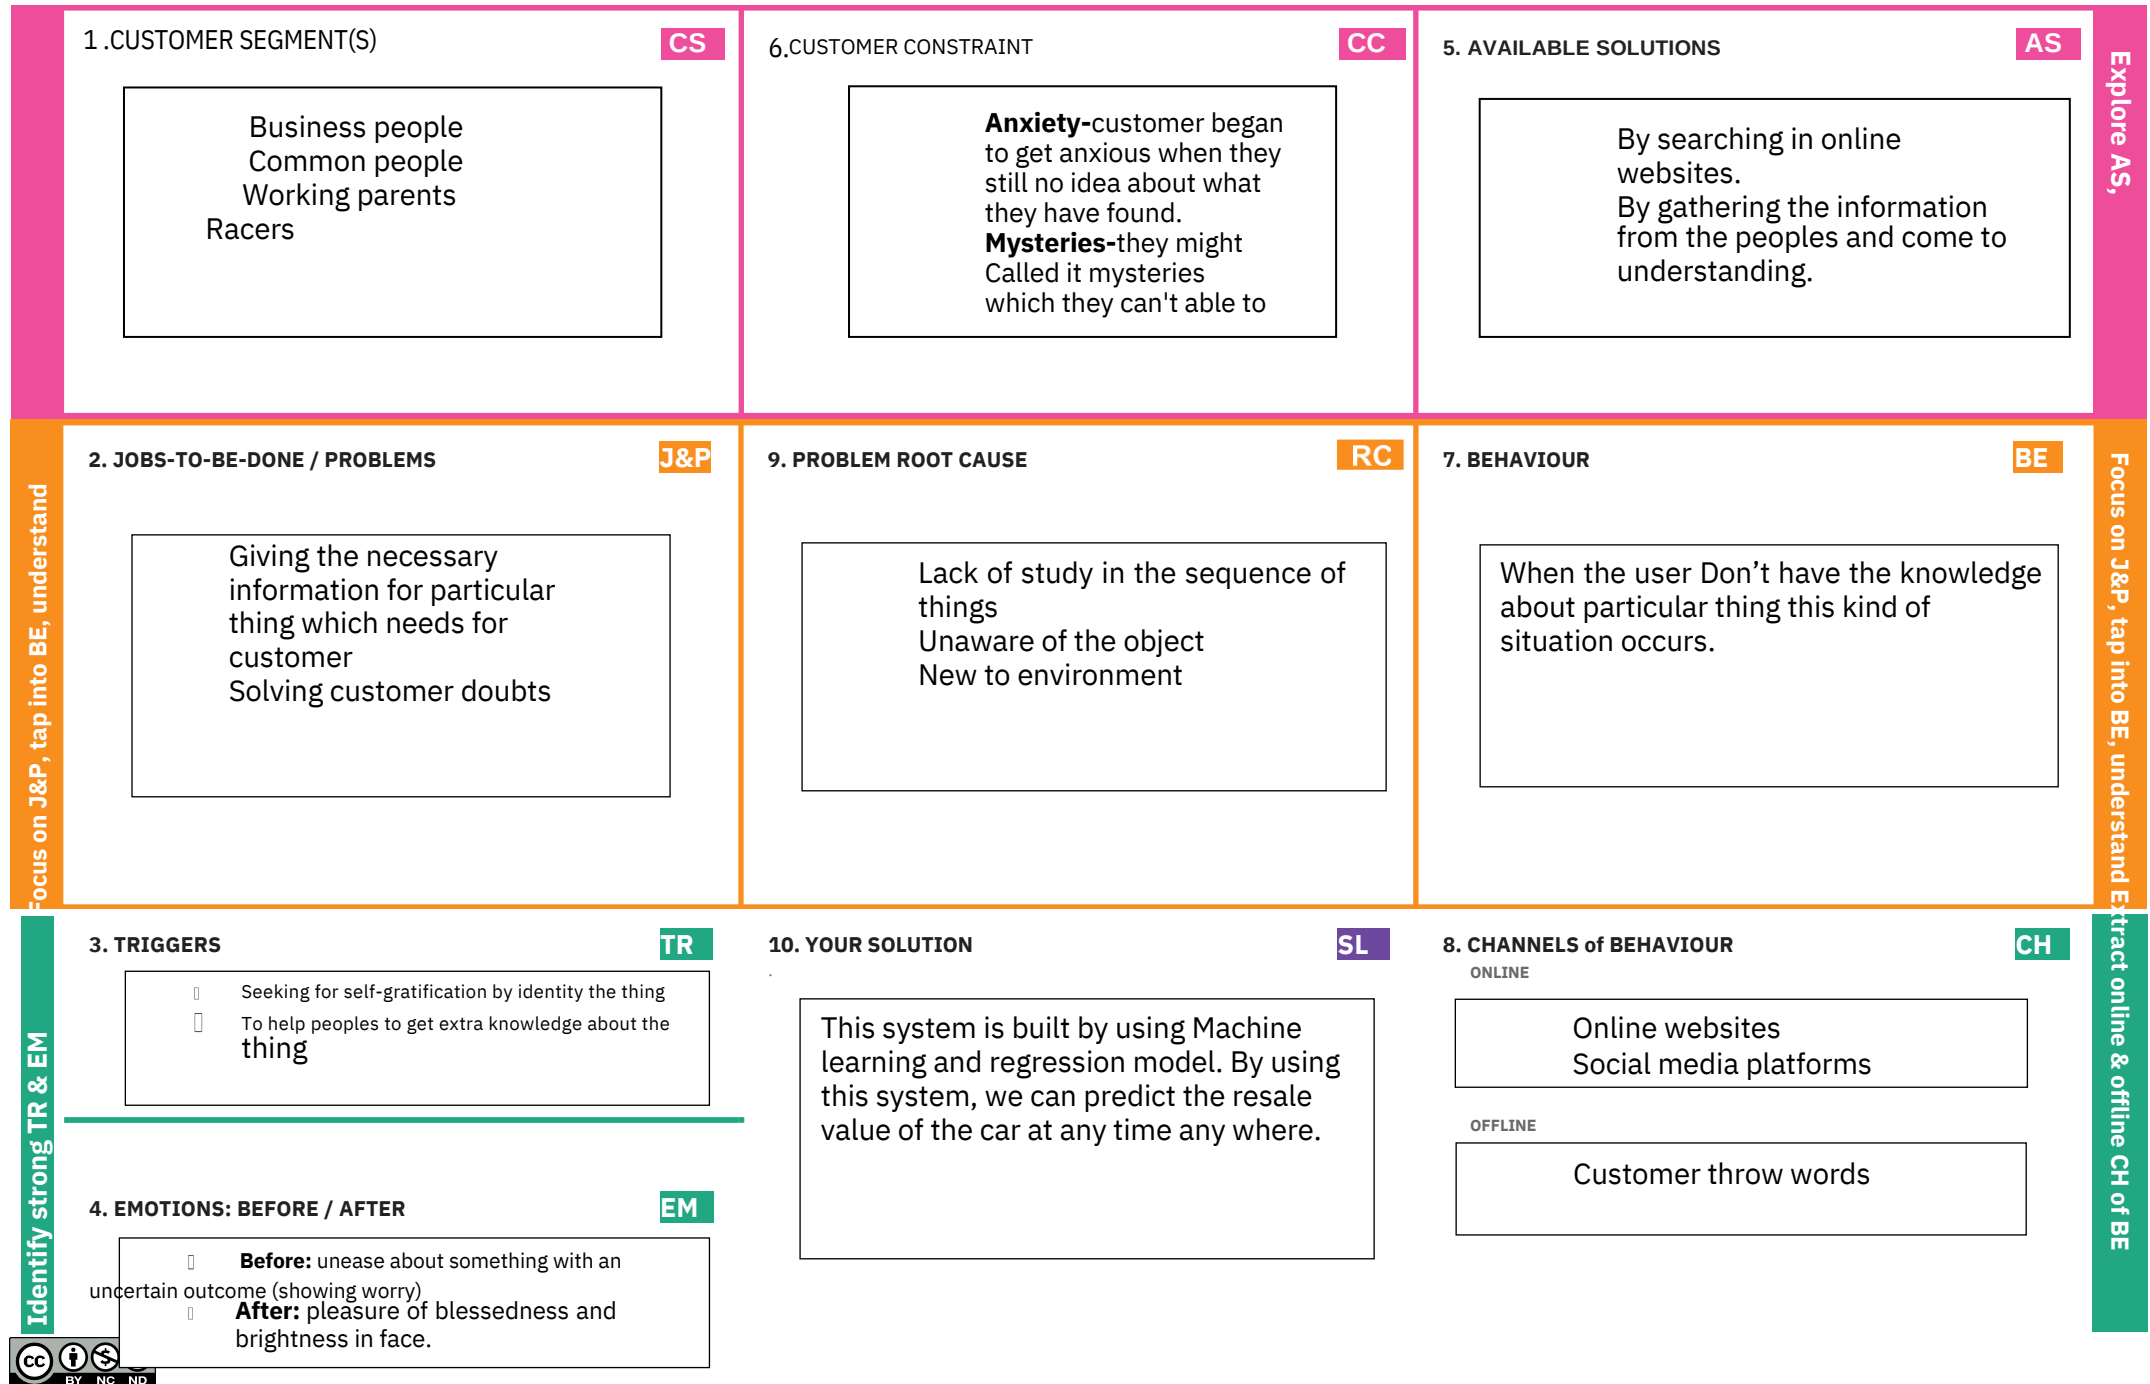 1 .CUSTOMER SEGMENT(S)
CS
Business people
Common people
Working parents
Racers
6.CUSTOMER CONSTRAINT
CC
Anxiety-customer began
to get anxious when they
still no idea about what
they have found.
Mysteries-they might
Called it mysteries
which they can't able to
5. AVAILABLE SOLUTIONS
AS
By searching in online
websites.
By gathering the information
from the peoples and come to
understanding.
Explore AS,
2. JOBS-TO-BE-DONE / PROBLEMS
J&P
Giving the necessary
information for particular
thing which needs for
customer
Solving customer doubts
9. PROBLEM ROOT CAUSE
RC
Lack of study in the sequence of
things
Unaware of the object
New to environment
7. BEHAVIOUR
BE
When the user Don’t have the knowledge
about particular thing this kind of
situation occurs.
Focus on J&P, tap into BE, understand
Focus on J&P, tap into BE, understand Extract online & offline CH of BE
3. TRIGGERS
TR
Seeking for self-gratification by identity the thing
To help peoples to get extra knowledge about the
thing
4. EMOTIONS: BEFORE / AFTER
EM
Before: unease about something with an
uncertain outcome (showing worry)
After: pleasure of blessedness and
brightness in face.
Identify strong TR & EM
10. YOUR SOLUTION
SL
.
This system is built by using Machine
learning and regression model. By using
this system, we can predict the resale
value of the car at any time any where.
8. CHANNELS of BEHAVIOUR
CH
ONLINE
Online websites
Social media platforms
OFFLINE
Customer throw words
cc
BY NC ND